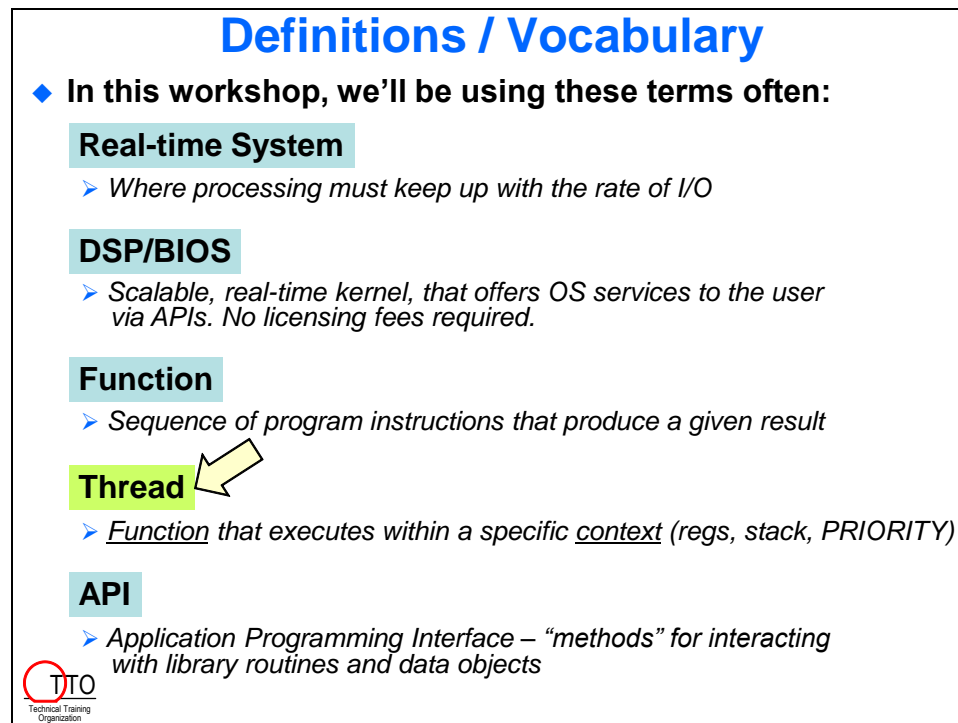 Definitions / Vocabulary
In this workshop, we'll be using these terms often:
Real-time System
Where processing must keep up with the rate of I/O
DSP/BIOS
Scalable, real-time kernel, that offers OS services to the user
via APIs. No licensing fees required.
Function
Sequence of program instructions that produce a given result
Thread
Function that executes within a specific context (regs, stack, PRIORITY)
API
Application Programming Interface – “methods” for interacting
with library routines and data objects
TTO
Technical Training
Organization